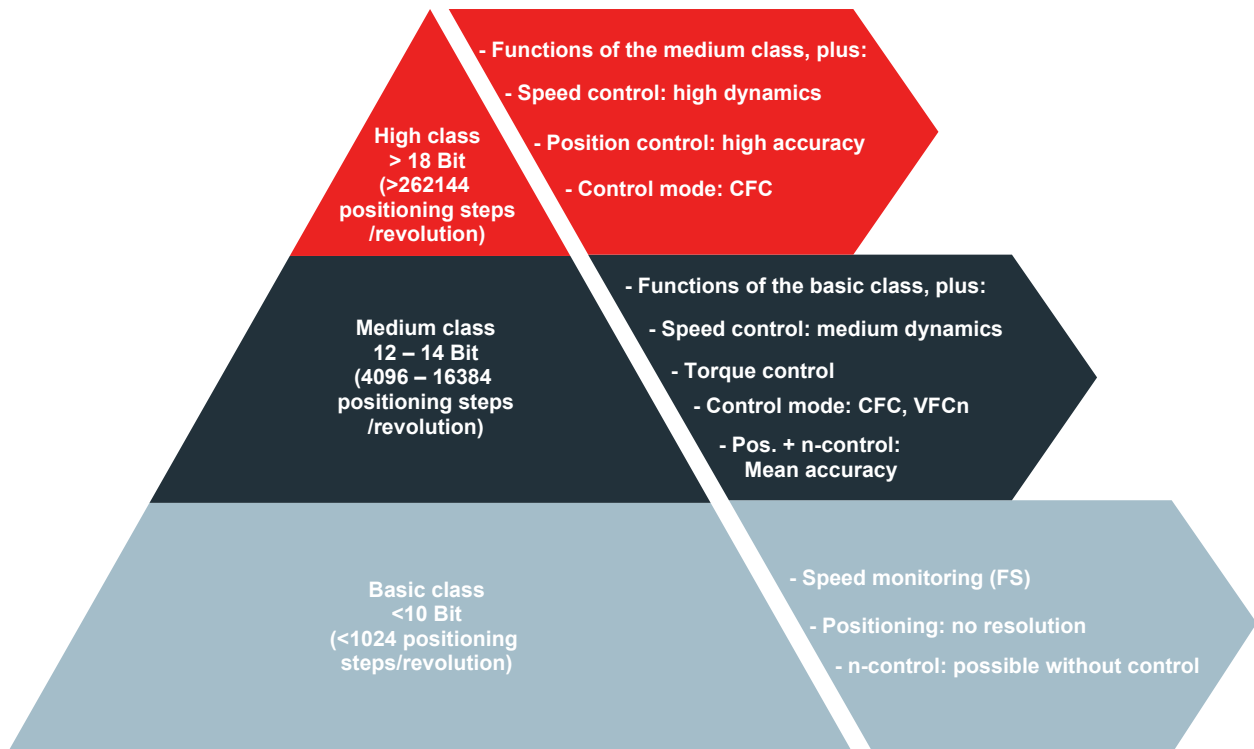 High class
> 18 Bit
(>262144
positioning steps
/revolution)
- Functions of the medium class, plus:
- Speed control: high dynamics
- Position control: high accuracy
- Control mode: CFC
Medium class
12 – 14 Bit
(4096 – 16384
positioning steps
/revolution)
- Functions of the basic class, plus:
- Speed control: medium dynamics
- Torque control
- Control mode: CFC, VFCn
- Pos. + n-control:
Mean accuracy
Basic class
<10 Bit
(<1024 positioning
steps/revolution)
- Speed monitoring (FS)
- Positioning: no resolution
- n-control: possible without control